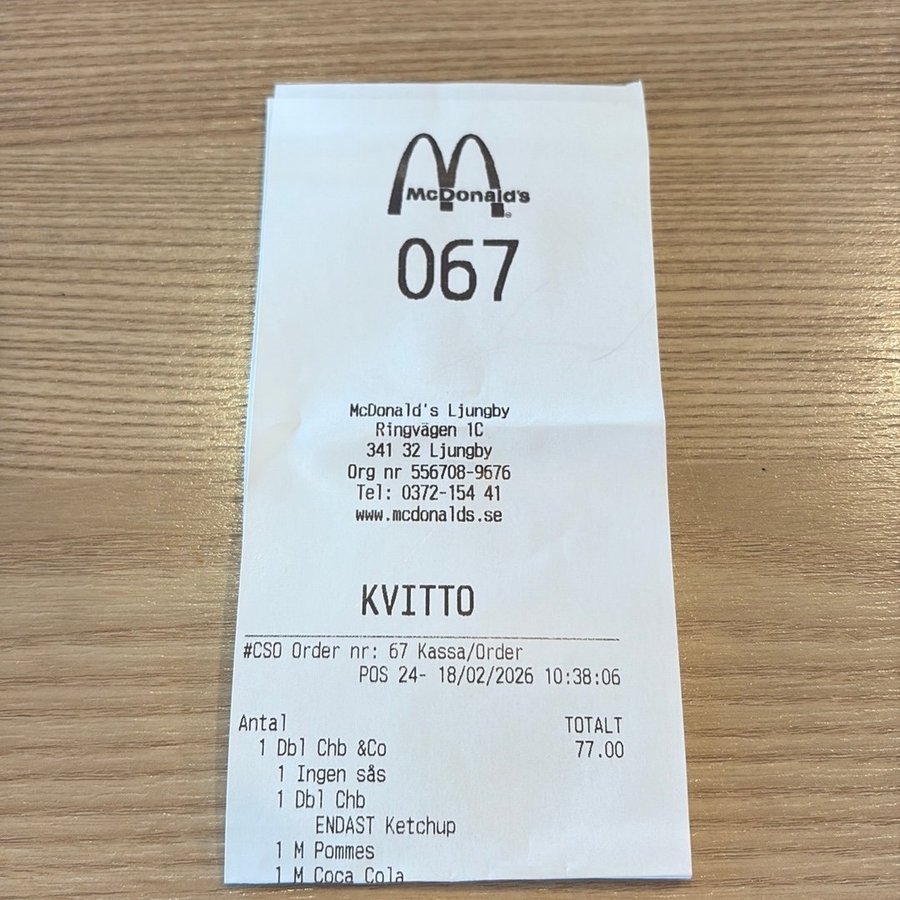 McDonald's
067
McDonald's Ljungby
Ringvägen 1C
341 32 Ljungby
Org nr 556708-9676
Tel: 0372-154 41
www.mcdonalds.se
KVITTO
#CSO Order nr: 67 Kassa/Order
POS 24- 18/02/2026 10:38:06
Antal TOTALT
1 Dbl Chb &Co 77.00
1 Ingen sås
1 Dbl Chb
ENDAST Ketchup
1 M Pommes
1 M Coca Cola